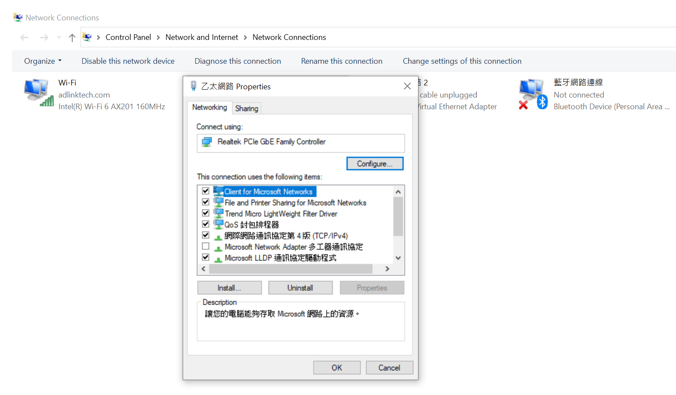 Network Connections
Control Panel > Network and Internet > Network Connections
Organize Disable this network device Diagnose this connection Rename this connection Change settings of this connection
Wi-Fi
adlinktech.com
Intel(R) Wi-Fi 6 AX201 160MHz
2
cable unplugged
Virtual Ethernet Adapter
藍牙網路連線
Not connected
Bluetooth Device (Personal Area ...
乙太網路 Properties
Networking Sharing
Connect using:
Realtek PCIe GbE Family Controller
Configure...
This connection uses the following items:
Client for Microsoft Networks
File and Printer Sharing for Microsoft Networks
Trend Micro LightWeight Filter Driver
QoS 封包排程器
網際網路通訊協定第 4 版 (TCP/IPv4)
Microsoft Network Adapter 多工器通訊協定
Microsoft LLDP 通訊協定驅動程式
Install... Uninstall Properties
Description
讓您的電腦能夠存取 Microsoft 網路上的資源。
OK Cancel